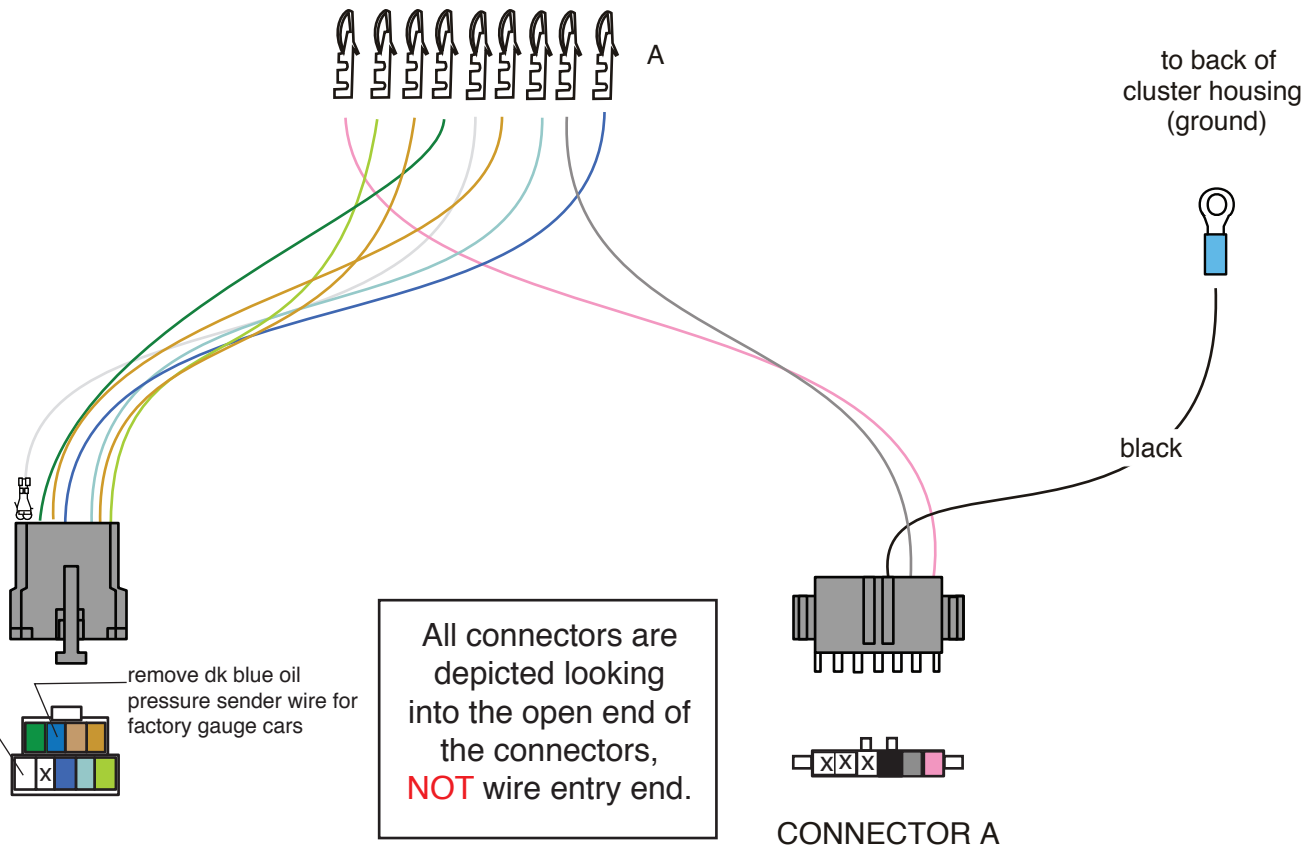 A
to back of
cluster housing
(ground)
black
remove dk blue oil
pressure sender wire for
factory gauge cars
All connectors are
depicted looking
into the open end of
the connectors,
NOT wire entry end.
x
x x x
CONNECTOR A